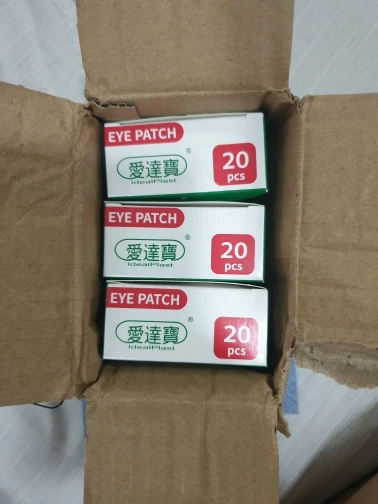 EYE PATCH
愛達寶®
IdealPlast
20
pcs
EYE PATCH
愛達寶®
IdealPlast
20
pcs
EYE PATCH
愛達寶®
IdealPlast
20
pcs